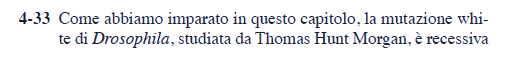 4-33 Come abbiamo imparato in questo capitolo, la mutazione whi-
te di Drosophila, studiata da Thomas Hunt Morgan, è recessiva